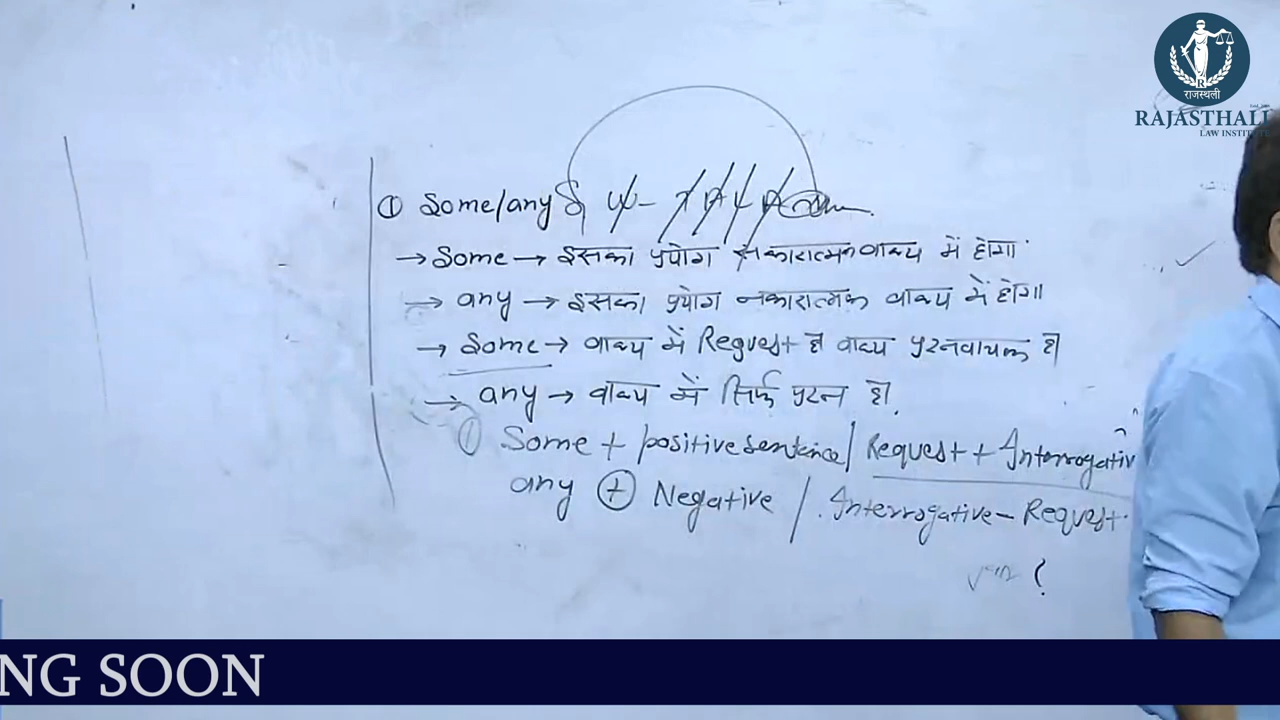 राजस्थली
RAJASTHALI
LAW INSTITUTE
① Some/any
→ Some → इसका प्रयोग सकारात्मक वाक्य में होगा
→ any → इसका प्रयोग नकारात्मक वाक्य में होगा
→ Some → वाक्य में Request हो वाक्य प्रश्नवाचक हो
→ any → वाक्य में सिर्फ प्रश्न हो.
① Some + positive sentence / Request + Interrogativ
any ⊕ Negative / Interrogative - Request
?
NG SOON